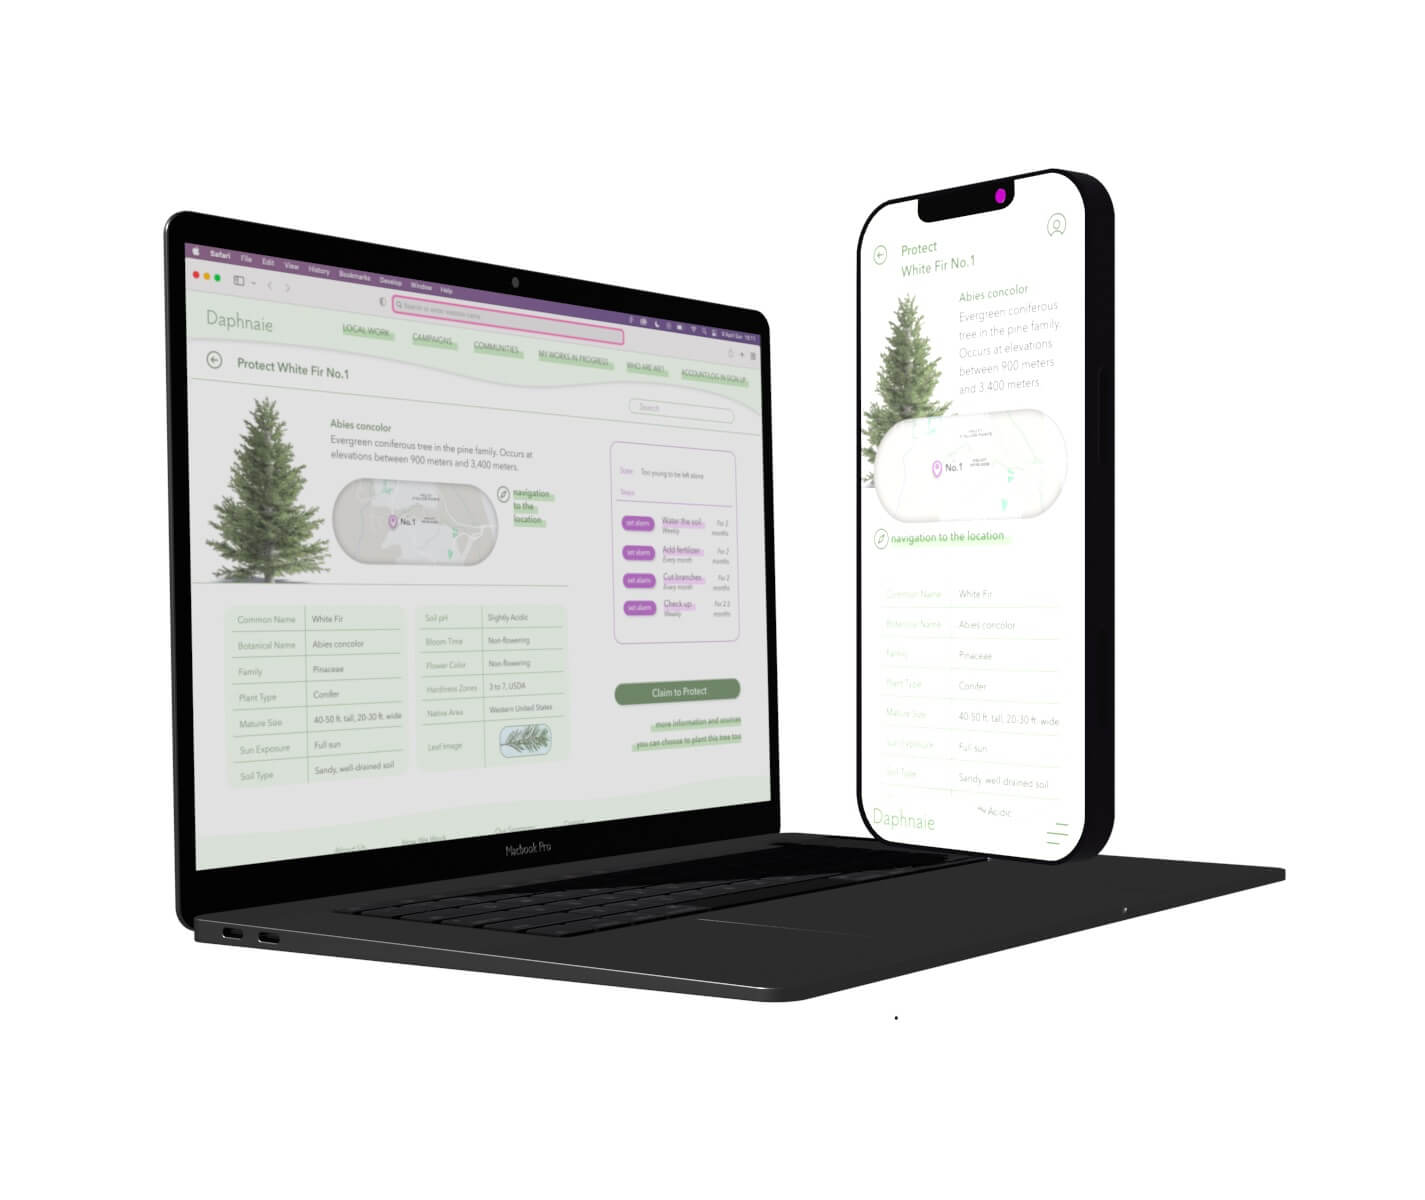 Safari File Edit View History Bookmarks Develop Window Help
Search or enter website name
Daphnaie
LOCAL WORK CAMPAIGNS COMMUNITIES MY WORKS IN PROGRESS WHO ARE ART ACCOUNT/LOG IN SIGN UP
Protect White Fir No.1
Search
Abies concolor
Evergreen coniferous tree in the pine family. Occurs at
elevations between 900 meters and 3,400 meters.
No.1
navigation
to the
location
State: Too young to be left alone
set alarm Water the soil For 2
Weekly months
set alarm Add fertilizer For 2
Every month months
set alarm Cut branches For 2
Every month months
set alarm Check up For 2.5
Weekly months
Common Name White Fir
Botanical Name Abies concolor
Family Pinaceae
Plant Type Conifer
Mature Size 40-50 ft. tall, 20-30 ft. wide
Sun Exposure Full sun
Soil Type Sandy, well-drained soil
Soil pH Slightly Acidic
Bloom Time Non-flowering
Flower Color Non flowering
Hardiness Zones 3 to 7, USDA
Native Area Western United States
Leaf Image
Claim to Protect
more information and sources
you can choose to plant this tree too
About Us How We Work
Macbook Pro
Protect
White Fir No.1
Abies concolor
Evergreen coniferous
tree in the pine family.
Occurs at elevations
between 900 meters
and 3 400 meters.
No.1
navigation to the location
Common Name White Fir
Botanical Name Abies concolor
Family Pinaceae
Plant Type Conifer
Mature Size 40-50 ft. tall, 20-30 ft. wide
Sun Exposure Full sun
Soil Type Sandy, well drained soil
Acidic
Daphnaie